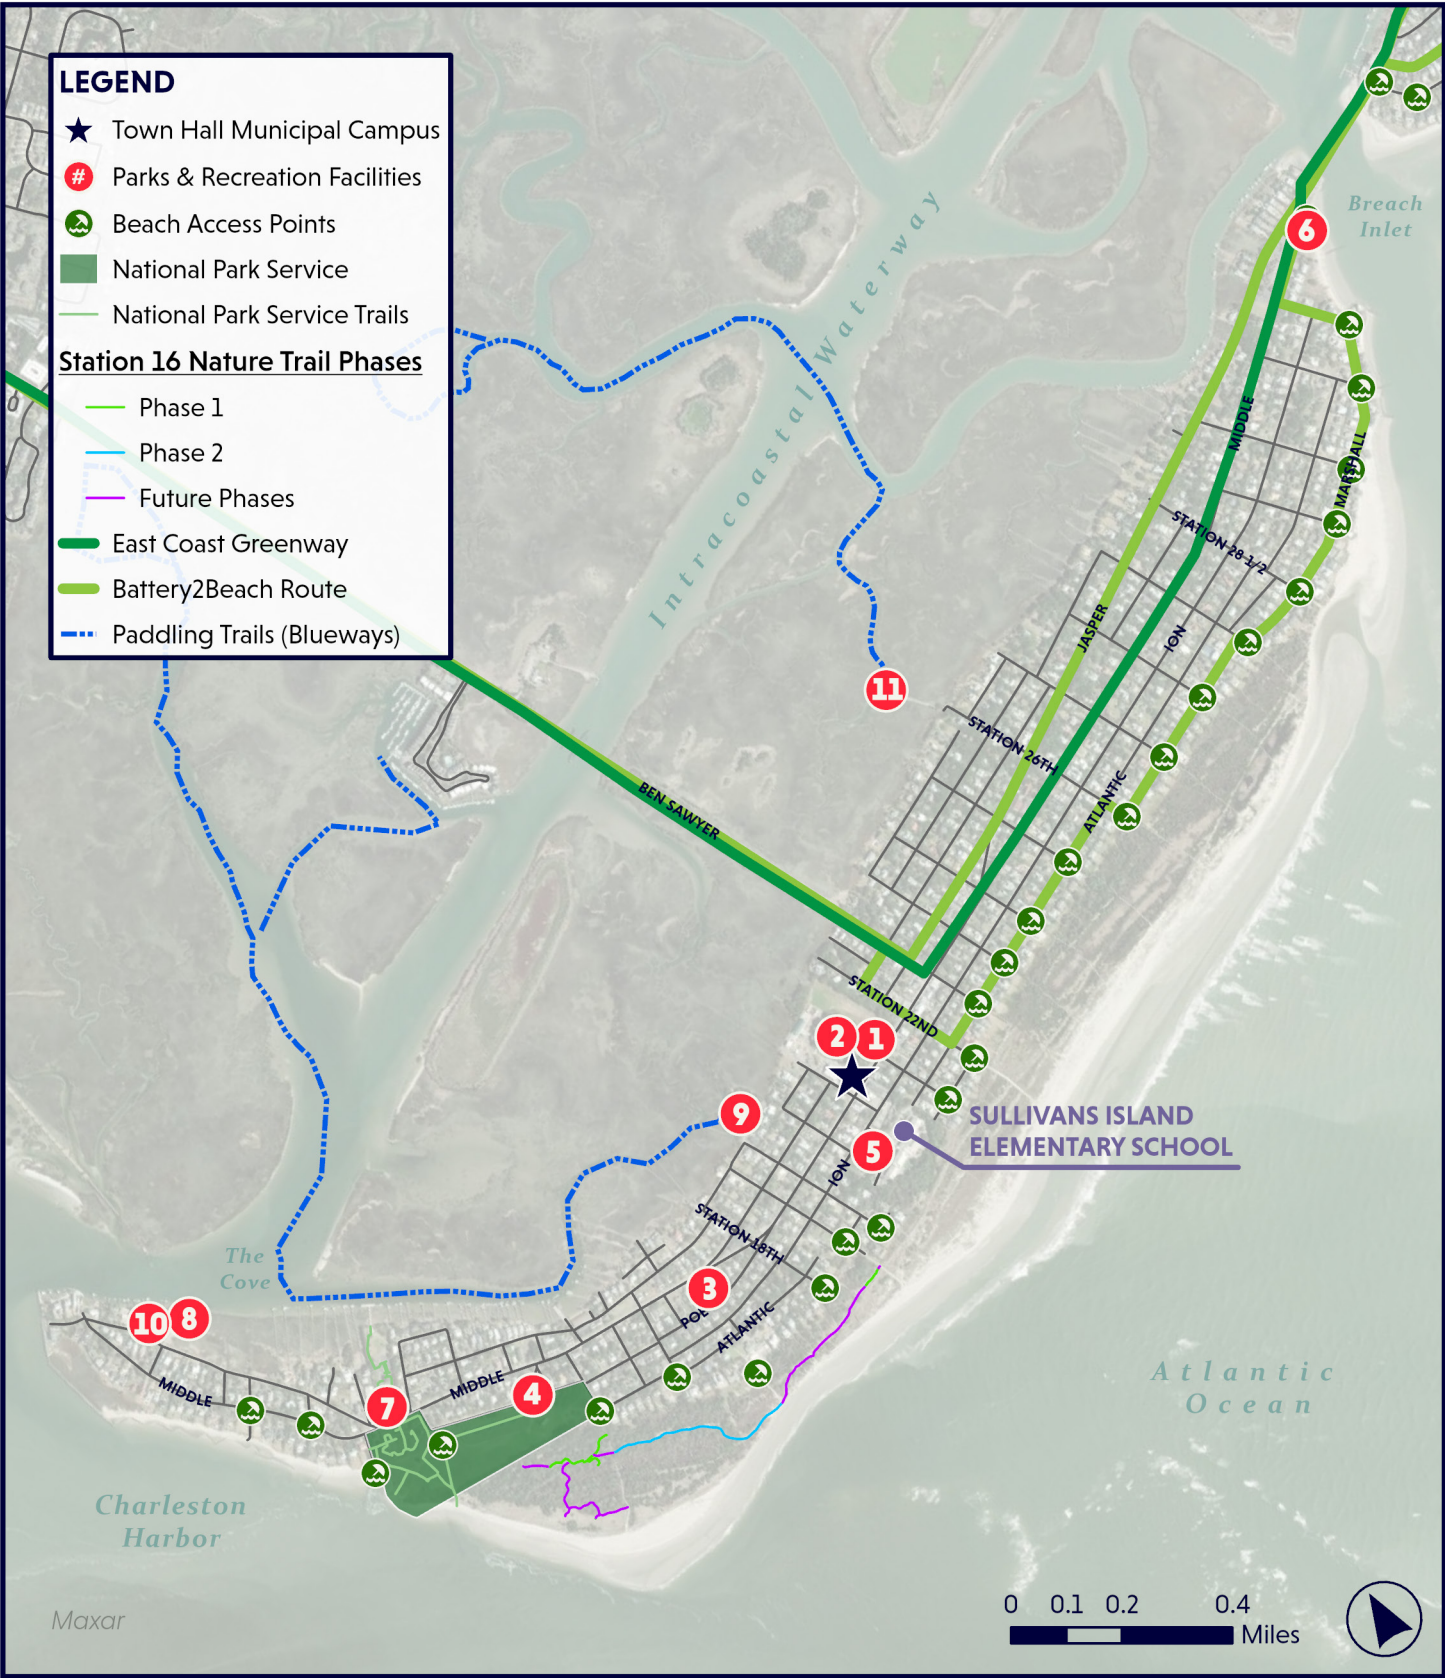 LEGEND
Town Hall Municipal Campus
# Parks & Recreation Facilities
Beach Access Points
National Park Service
National Park Service Trails
Station 16 Nature Trail Phases
Phase 1
Phase 2
Future Phases
East Coast Greenway
Battery2Beach Route
Paddling Trails (Blueways)
Breach
Inlet
6
Intracoastal Waterway
MIDDLE
MARSHALL
STATION 28 1/2
JASPER
ION
11
STATION 26TH
ATLANTIC
BEN SAWYER
STATION 22ND
2
1
9
5
SULLIVANS ISLAND
ELEMENTARY SCHOOL
ION
STATION 18TH
The
Cove
3
POE
ATLANTIC
10
8
MIDDLE
MIDDLE
4
7
Atlantic
Ocean
Charleston
Harbor
Maxar
0 0.1 0.2 0.4
Miles